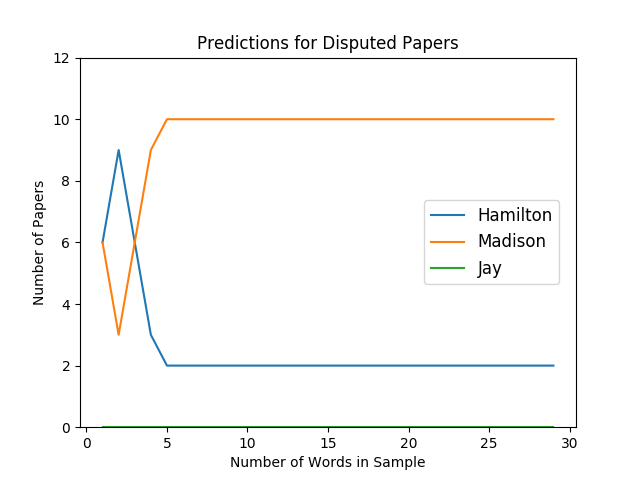 Predictions for Disputed Papers
12
10
8
6
4
2
0
Number of Papers
Hamilton
Madison
Jay
0 5 10 15 20 25 30
Number of Words in Sample